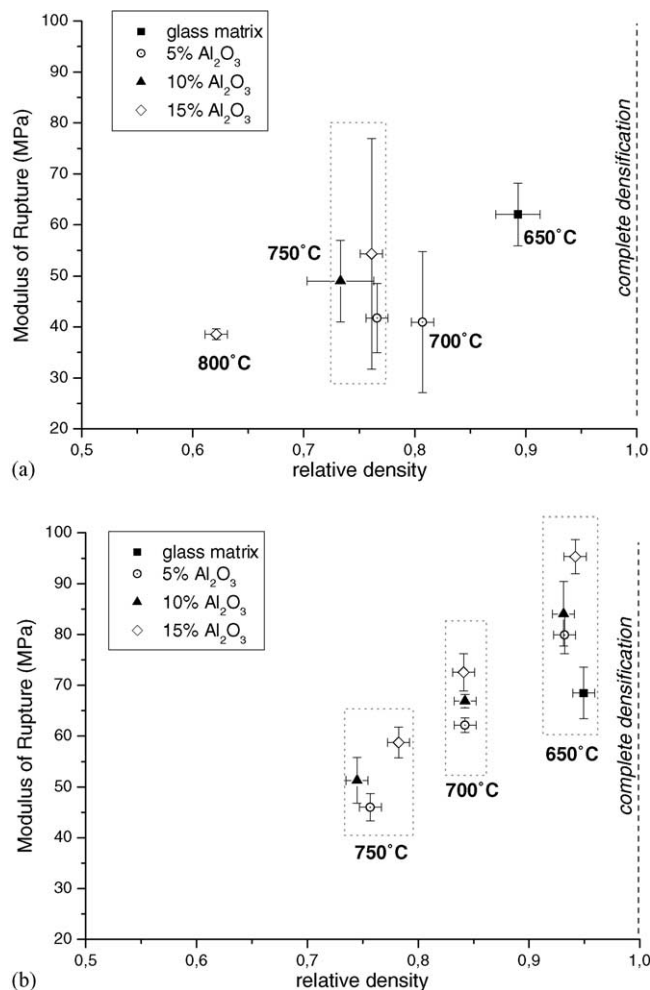 100
90
80
70
60
50
40
30
20
Modulus of Rupture (MPa)
glass matrix
5% Al₂O₃
10% Al₂O₃
15% Al₂O₃
750˚C
650˚C
700˚C
800˚C
complete densification
0,5 0,6 0,7 0,8 0,9 1,0
relative density
(a)
100
90
80
70
60
50
40
30
20
Modulus of Rupture (MPa)
glass matrix
5% Al₂O₃
10% Al₂O₃
15% Al₂O₃
650˚C
700˚C
750˚C
complete densification
0,5 0,6 0,7 0,8 0,9 1,0
relative density
(b)